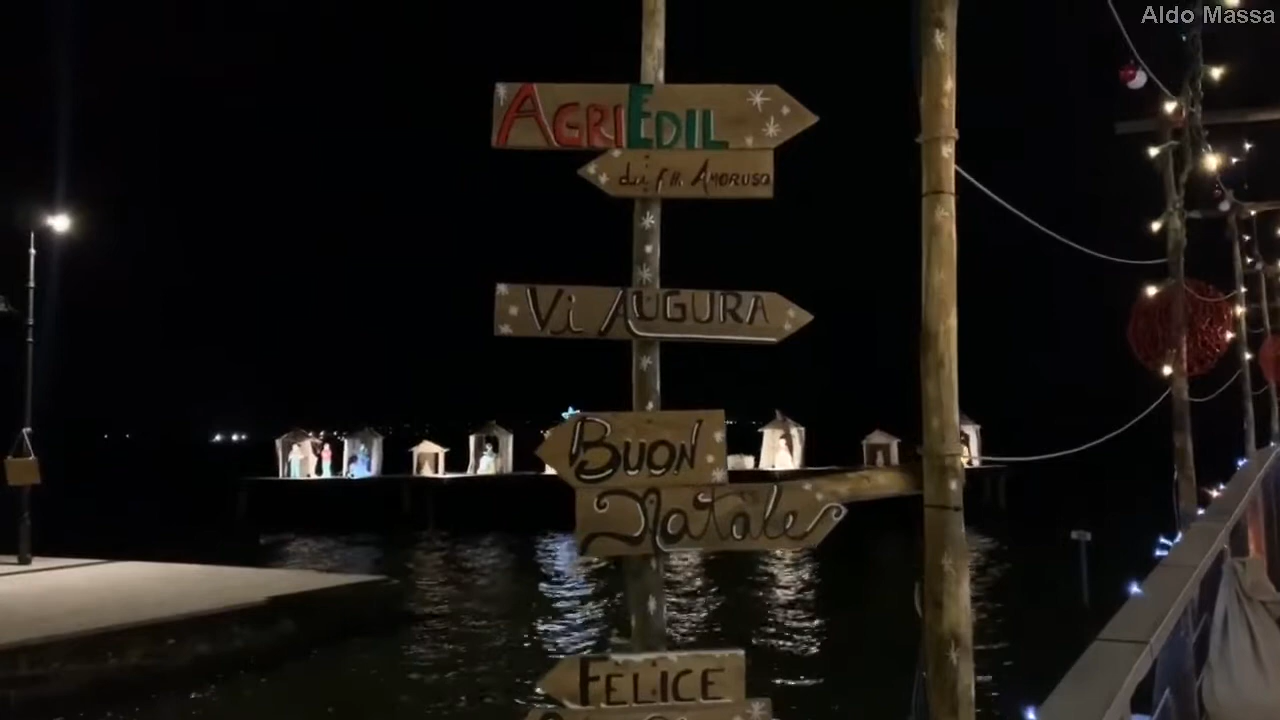 Aldo Massa
AGRIEDIL
di F.lli AMORUSO
Vi AUGURA
BUON
Natale
FELICE